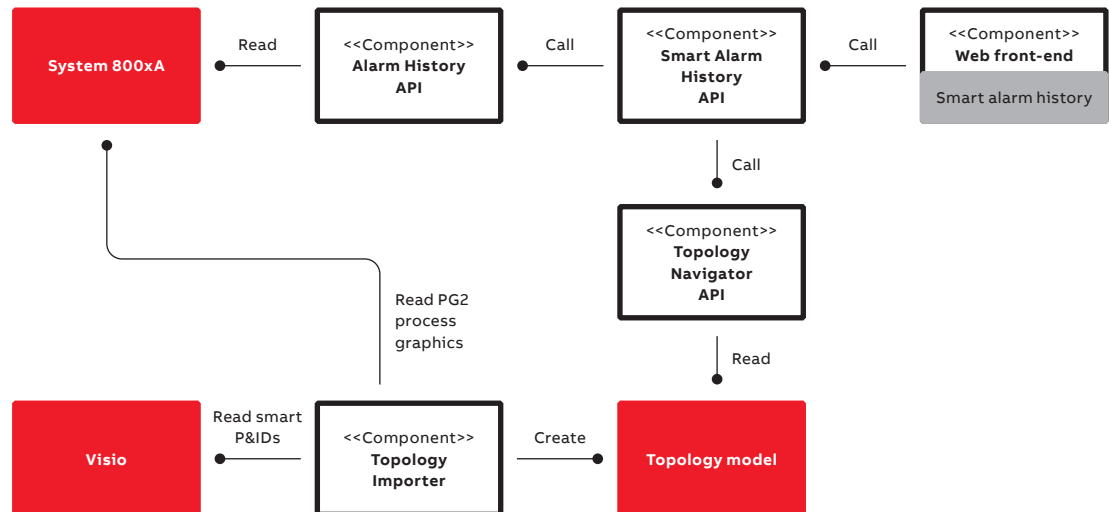 System 800xA
Read
<<Component>>
Alarm History
API
Call
<<Component>>
Smart Alarm
History
API
Call
<<Component>>
Web front-end
Smart alarm history
Call
<<Component>>
Topology
Navigator
API
Read PG2
process
graphics
Read
Visio
Read smart
P&IDs
<<Component>>
Topology
Importer
Create
Topology model